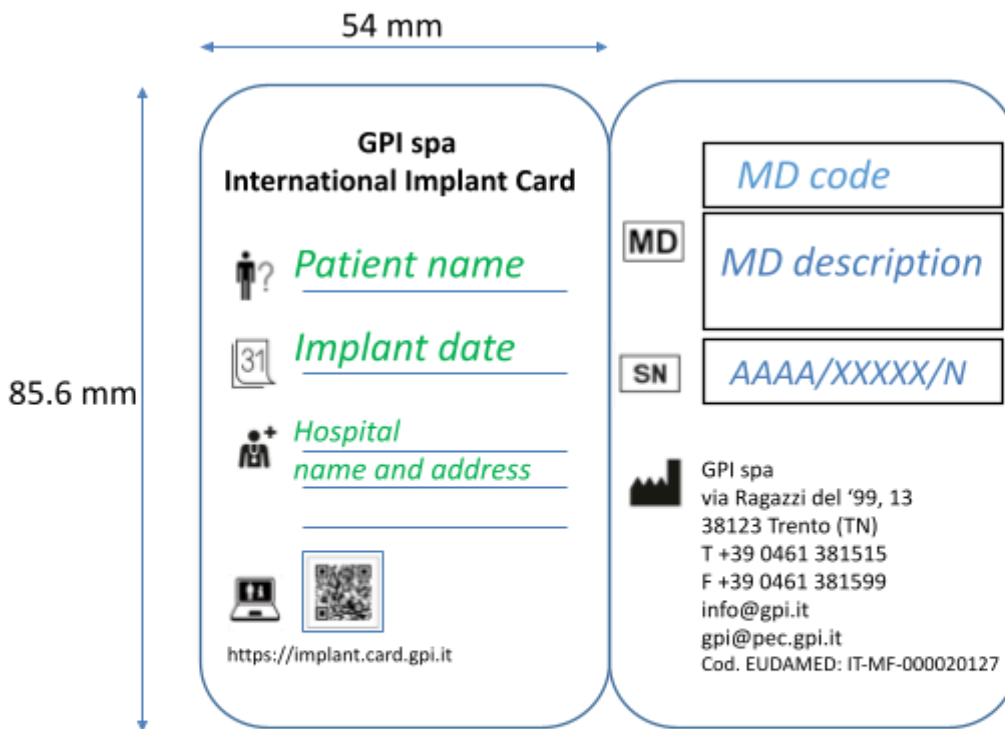 54 mm
85.6 mm
GPI spa
International Implant Card
Patient name
Implant date
31
Hospital
name and address
https://implant.card.gpi.it
MD code
MD
MD description
SN
AAAA/XXXXX/N
GPI spa
via Ragazzi del ‘99, 13
38123 Trento (TN)
T +39 0461 381515
F +39 0461 381599
info@gpi.it
gpi@pec.gpi.it
Cod. EUDAMED: IT-MF-000020127